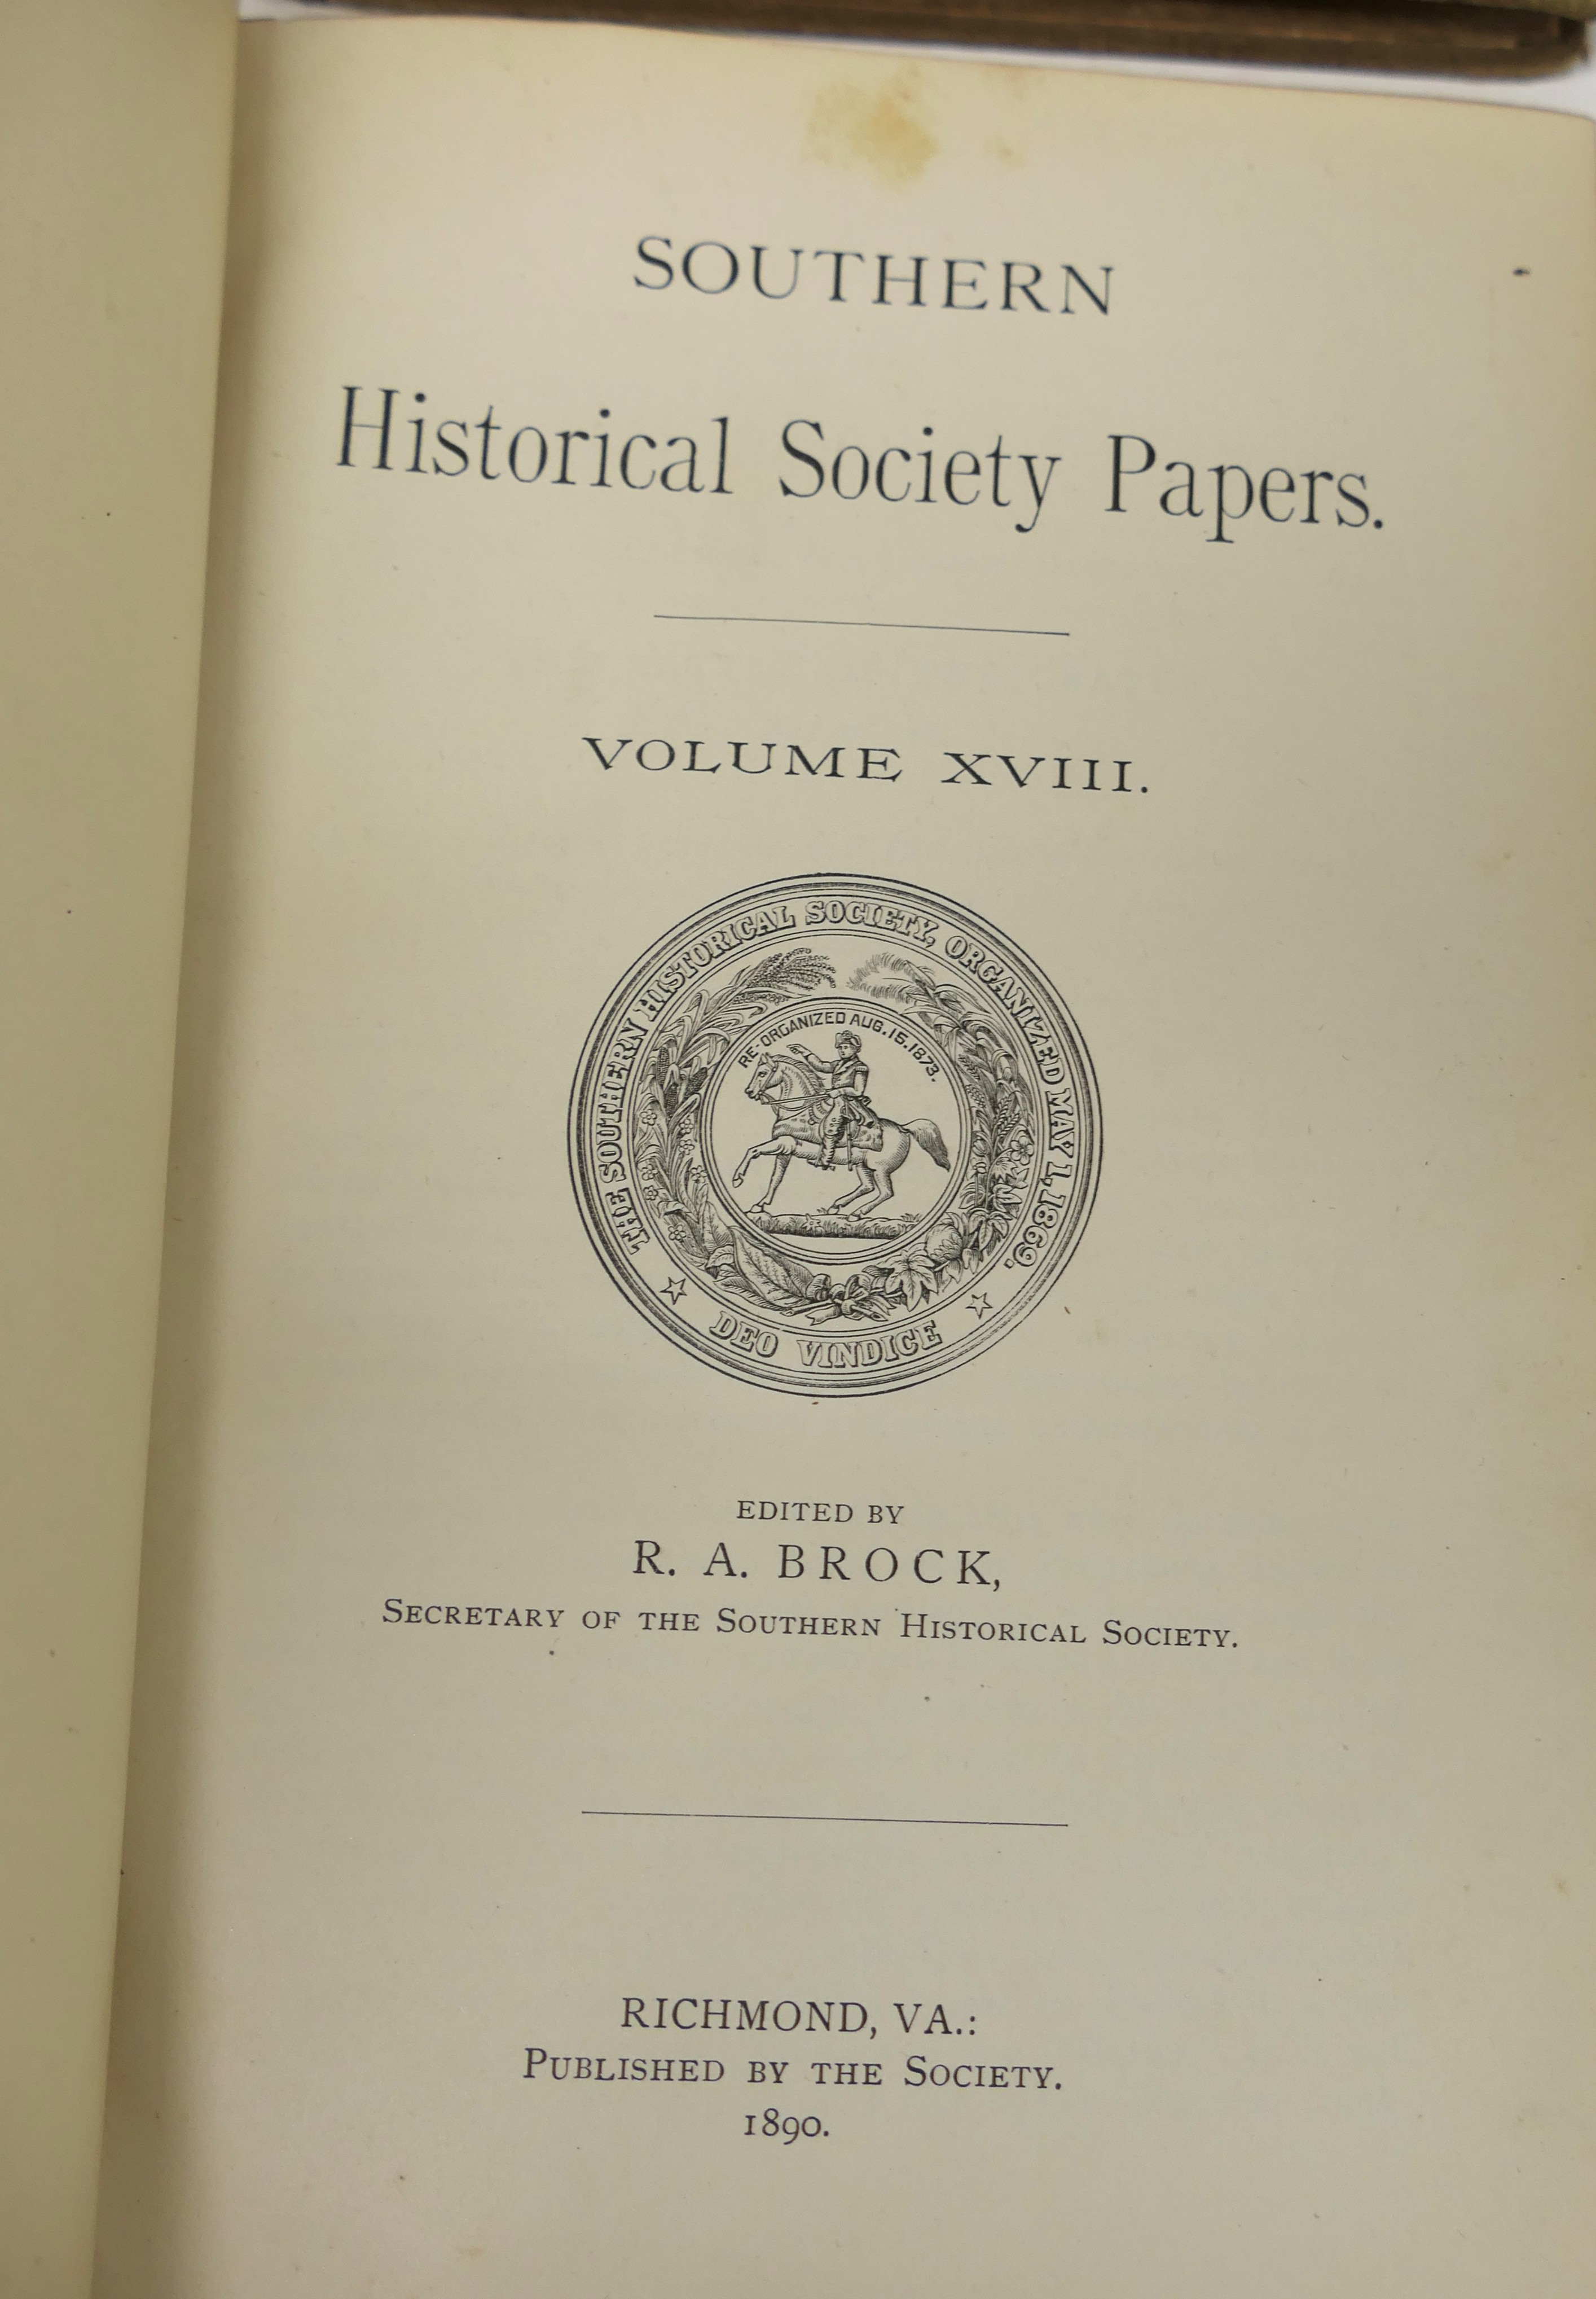 SOUTHERN
Historical Society Papers.
VOLUME XVIII.
THE SOUTHERN HISTORICAL SOCIETY, ORGANIZED MAY 1, 1869.
RE-ORGANIZED AUG. 15. 1873.
DEO VINDICE
EDITED BY
R. A. BROCK,
SECRETARY OF THE SOUTHERN HISTORICAL SOCIETY.
RICHMOND, VA.:
PUBLISHED BY THE SOCIETY.
1890.